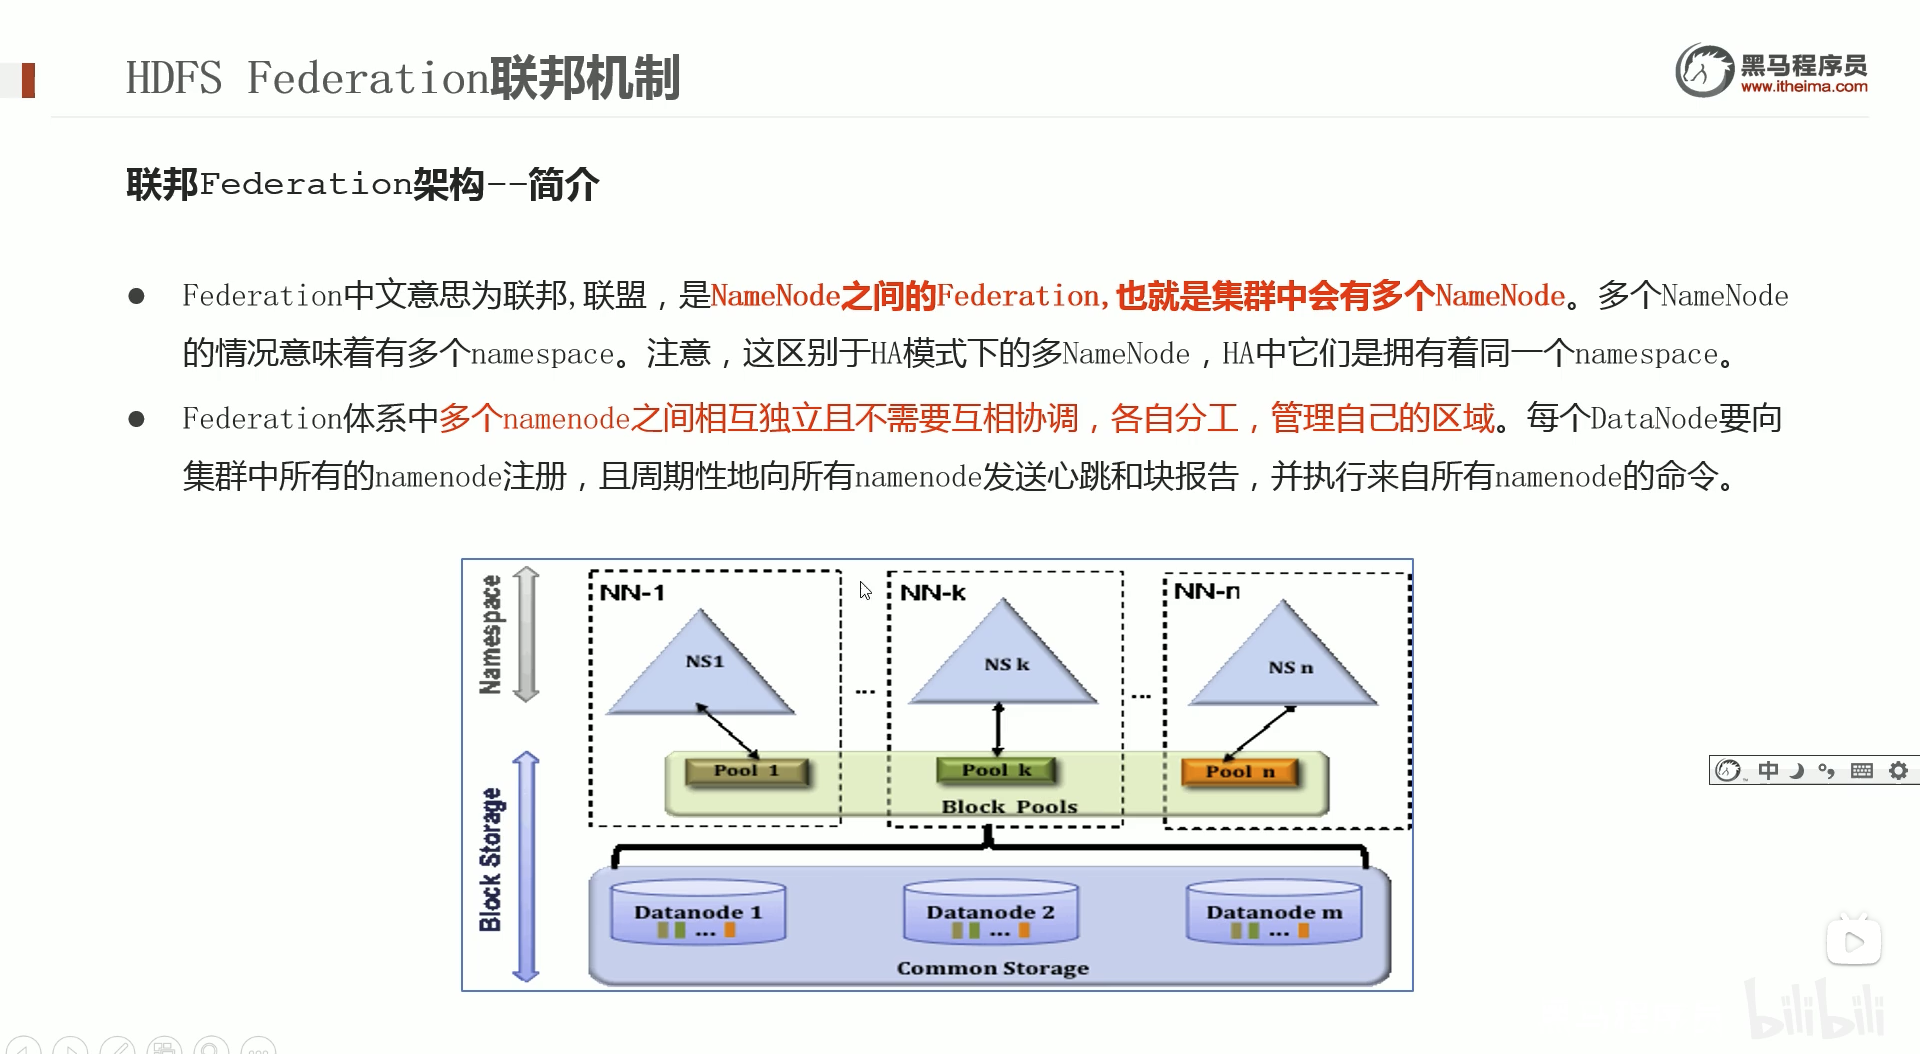 HDFS Federation联邦机制
黑马程序员
www.itheima.com
联邦Federation架构--简介
● Federation中文意思为联邦,联盟，是NameNode之间的Federation,也就是集群中会有多个NameNode。多个NameNode
的情况意味着有多个namespace。注意，这区别于HA模式下的多NameNode，HA中它们是拥有着同一个namespace。
● Federation体系中多个namenode之间相互独立且不需要互相协调，各自分工，管理自己的区域。每个DataNode要向
集群中所有的namenode注册，且周期性地向所有namenode发送心跳和块报告，并执行来自所有namenode的命令。
Namespace
NN-1
NN-k
NN-n
NS1
NS k
NS n
...
...
Pool 1
Pool k
Pool n
Block Pools
Block Storage
Datanode 1
Datanode 2
Datanode m
...
...
...
Common Storage
中
bilibili